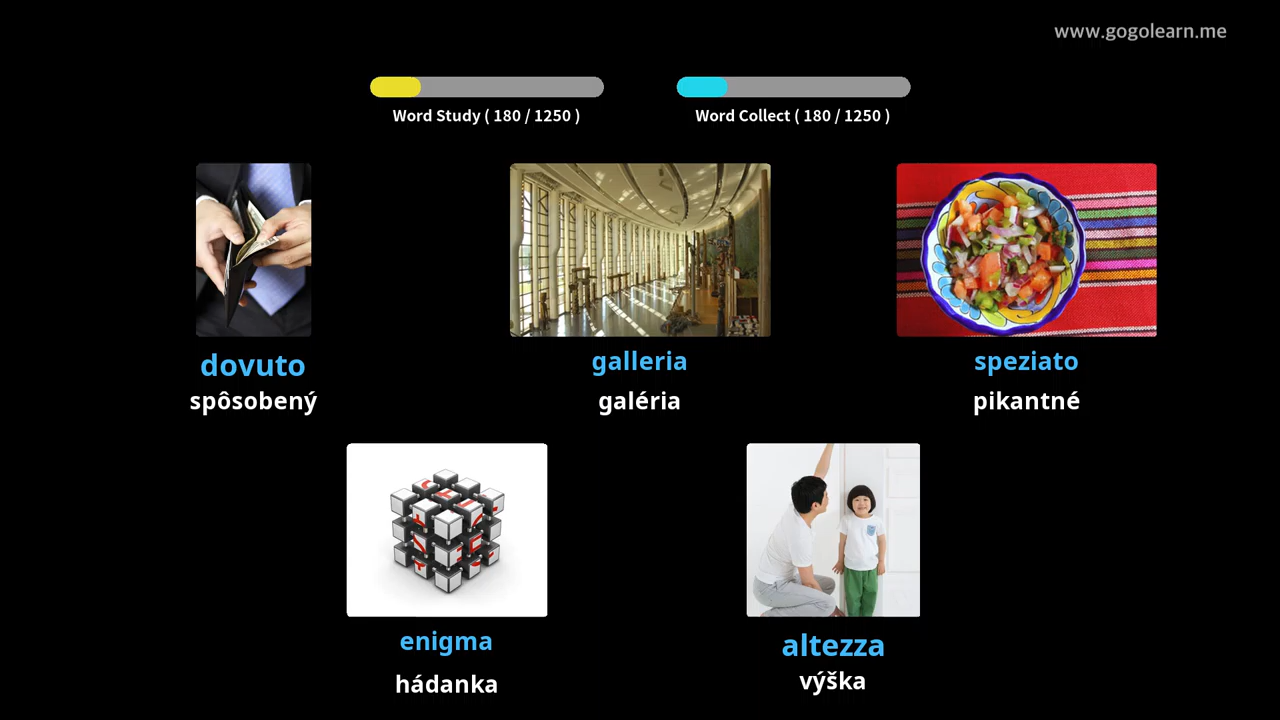 www.gogolearn.me
Word Study ( 180 / 1250 )
Word Collect ( 180 / 1250 )
dovuto
spôsobený
galleria
galéria
speziato
pikantné
enigma
hádanka
altezza
výška